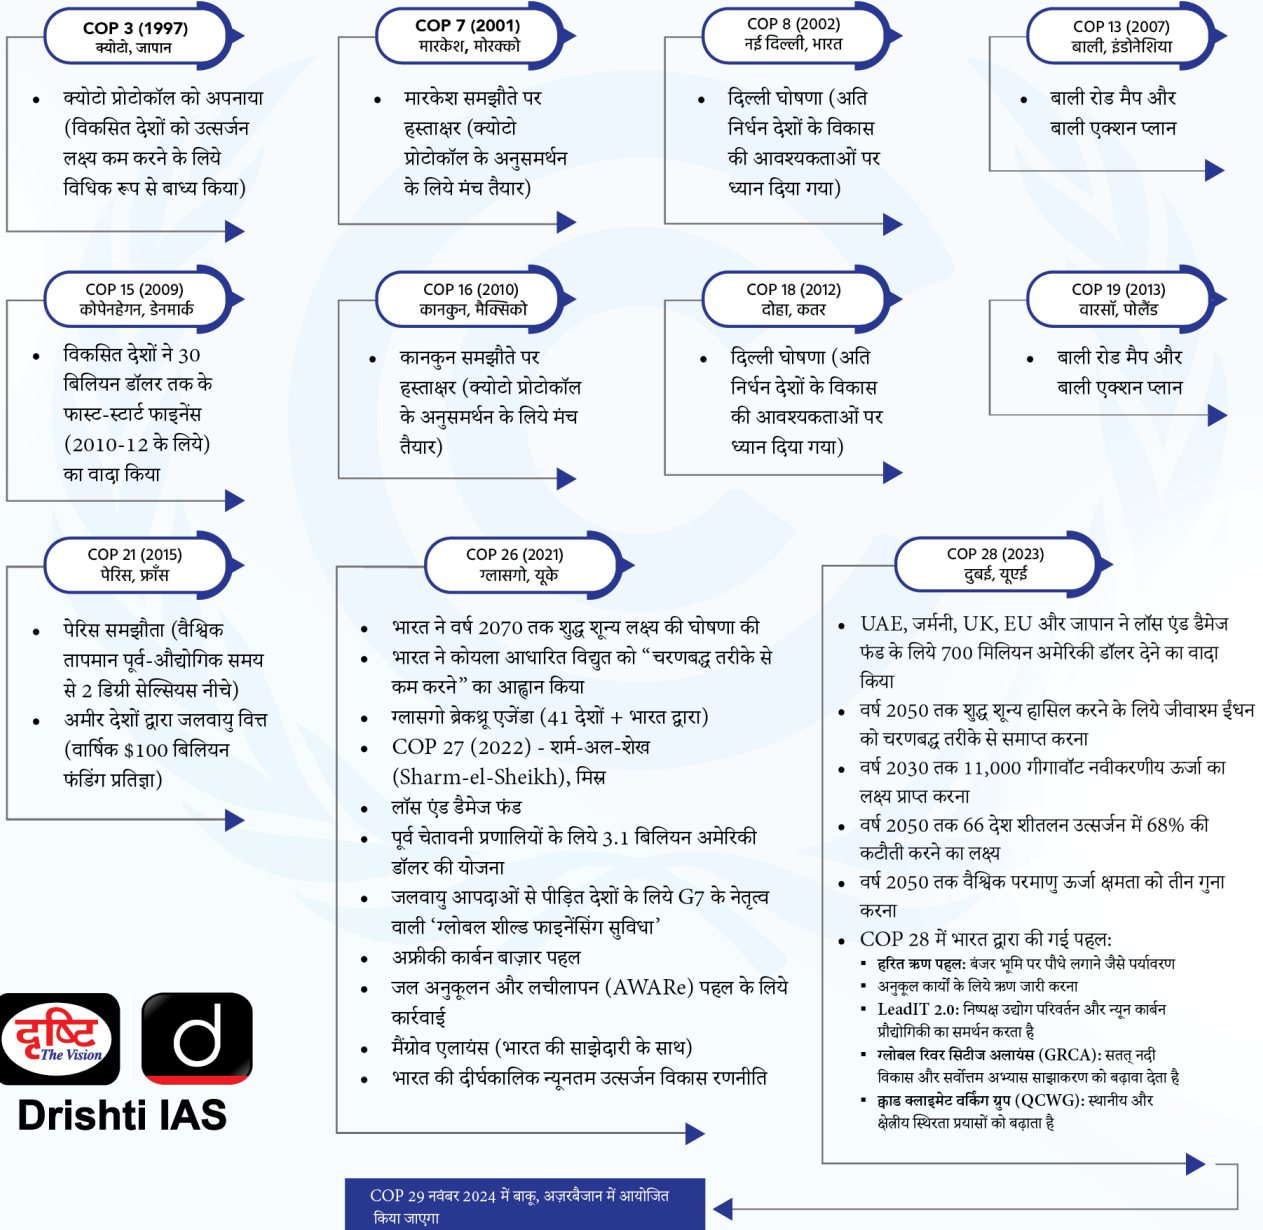 COP 3 (1997)
क्योटो, जापान
• क्योटो प्रोटोकॉल को अपनाया
(विकसित देशों को उत्सर्जन
लक्ष्य कम करने के लिये
विधिक रूप से बाध्य किया)
COP 7 (2001)
मारकेश, मोरक्को
• मारकेश समझौते पर
हस्ताक्षर (क्योटो
प्रोटोकॉल के अनुसमर्थन
के लिये मंच तैयार)
COP 8 (2002)
नई दिल्ली, भारत
• दिल्ली घोषणा (अति
निर्धन देशों के विकास
की आवश्यकताओं पर
ध्यान दिया गया)
COP 13 (2007)
बाली, इंडोनेशिया
• बाली रोड मैप और
बाली एक्शन प्लान
COP 15 (2009)
कोपेनहेगन, डेनमार्क
• विकसित देशों ने 30
बिलियन डॉलर तक के
फास्ट-स्टार्ट फाइनेंस
(2010-12 के लिये)
का वादा किया
COP 16 (2010)
कानकुन, मैक्सिको
• कानकुन समझौते पर
हस्ताक्षर (क्योटो प्रोटोकॉल
के अनुसमर्थन के लिये मंच
तैयार)
COP 18 (2012)
दोहा, कतर
• दिल्ली घोषणा (अति
निर्धन देशों के विकास
की आवश्यकताओं पर
ध्यान दिया गया)
COP 19 (2013)
वारसॉ, पोलैंड
• बाली रोड मैप और
बाली एक्शन प्लान
COP 21 (2015)
पेरिस, फ्राँस
• पेरिस समझौता (वैश्विक
तापमान पूर्व-औद्योगिक समय
से 2 डिग्री सेल्सियस नीचे)
• अमीर देशों द्वारा जलवायु वित्त
(वार्षिक $100 बिलियन
फंडिंग प्रतिज्ञा)
COP 26 (2021)
ग्लासगो, यूके
• भारत ने वर्ष 2070 तक शुद्ध शून्य लक्ष्य की घोषणा की
• भारत ने कोयला आधारित विद्युत को “चरणबद्ध तरीके से
कम करने” का आह्वान किया
• ग्लासगो ब्रेकथ्रू एजेंडा (41 देशों + भारत द्वारा)
• COP 27 (2022) - शर्म-अल-शेख
(Sharm-el-Sheikh), मिस्र
• लॉस एंड डैमेज फंड
• पूर्व चेतावनी प्रणालियों के लिये 3.1 बिलियन अमेरिकी
डॉलर की योजना
• जलवायु आपदाओं से पीड़ित देशों के लिये G7 के नेतृत्व
वाली ‘ग्लोबल शील्ड फाइनेंसिंग सुविधा’
• अफ्रीकी कार्बन बाज़ार पहल
• जल अनुकूलन और लचीलापन (AWARe) पहल के लिये
कार्रवाई
• मैंग्रोव एलायंस (भारत की साझेदारी के साथ)
• भारत की दीर्घकालिक न्यूनतम उत्सर्जन विकास रणनीति
COP 28 (2023)
दुबई, यूएई
• UAE, जर्मनी, UK, EU और जापान ने लॉस एंड डैमेज
फंड के लिये 700 मिलियन अमेरिकी डॉलर देने का वादा
किया
• वर्ष 2050 तक शुद्ध शून्य हासिल करने के लिये जीवाश्म ईंधन
को चरणबद्ध तरीके से समाप्त करना
• वर्ष 2030 तक 11,000 गीगावॉट नवीकरणीय ऊर्जा का
लक्ष्य प्राप्त करना
• वर्ष 2050 तक 66 देश शीतलन उत्सर्जन में 68% की
कटौती करने का लक्ष्य
• वर्ष 2050 तक वैश्विक परमाणु ऊर्जा क्षमता को तीन गुना
करना
• COP 28 में भारत द्वारा की गई पहल:
▪ हरित ऋण पहल: बंजर भूमि पर पौधे लगाने जैसे पर्यावरण
▪ अनुकूल कार्यों के लिये ऋण जारी करना
▪ LeadIT 2.0: निष्पक्ष उद्योग परिवर्तन और न्यून कार्बन
प्रौद्योगिकी का समर्थन करता है
▪ ग्लोबल रिवर सिटीज अलायंस (GRCA): सतत् नदी
विकास और सर्वोत्तम अभ्यास साझाकरण को बढ़ावा देता है
▪ क्वाड क्लाइमेट वर्किंग ग्रुप (QCWG): स्थानीय और
क्षेत्रीय स्थिरता प्रयासों को बढ़ाता है
दृष्टि
The Vision
d
Drishti IAS
COP 29 नवंबर 2024 में बाकू, अज़रबैजान में आयोजित
किया जाएगा